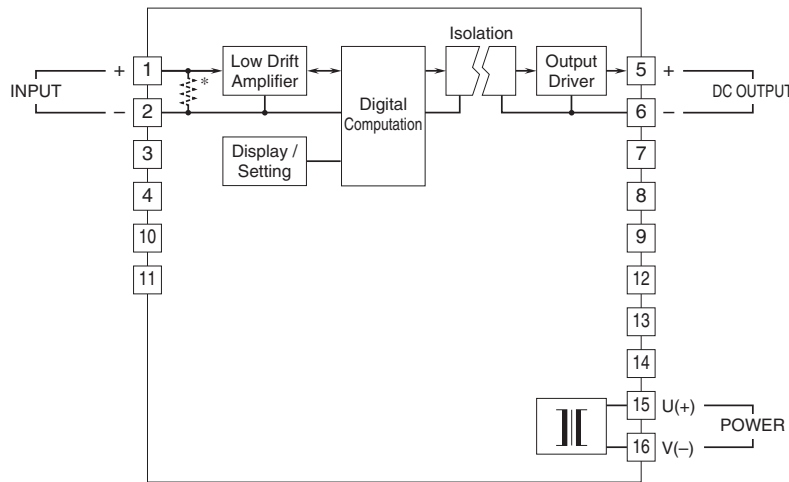 Isolation
INPUT
+ 1
*
Low Drift
Amplifier
Output
Driver
5 +
DC OUTPUT
− 2
Digital
Computation
6 −
3
Display /
Setting
7
4
8
10
9
11
12
13
14
15 U(+)
POWER
16 V(−)